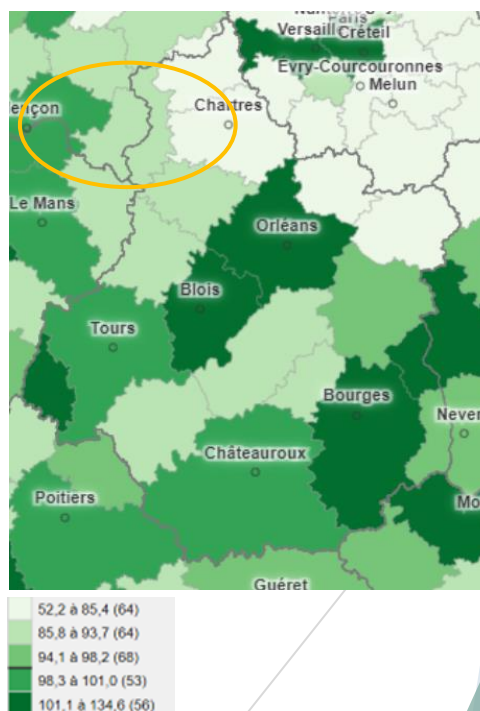 Paris
Versaill Créteil
Évry-Courcouronnes
Melun
ençon
Chartres
Le Mans
Orléans
Blois
Tours
Bourges
Never
Châteauroux
Poitiers
Mo
Guéret
52,2 à 85,4 (64)
85,8 à 93,7 (64)
94,1 à 98,2 (68)
98,3 à 101,0 (53)
101,1 à 134,6 (56)